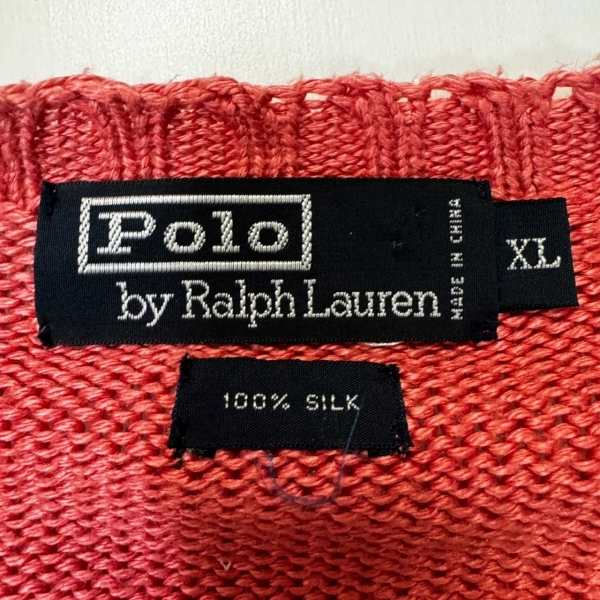 Polo
by Ralph Lauren
MADE IN CHINA
XL
100% SILK